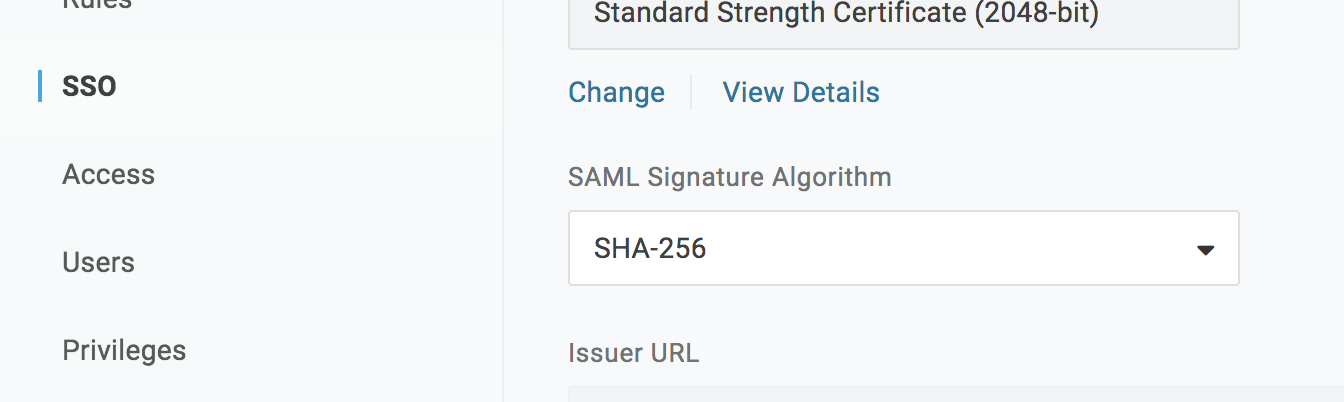 Rules
SSO
Access
Users
Privileges
Standard Strength Certificate (2048-bit)
Change
View Details
SAML Signature Algorithm
SHA-256
Issuer URL